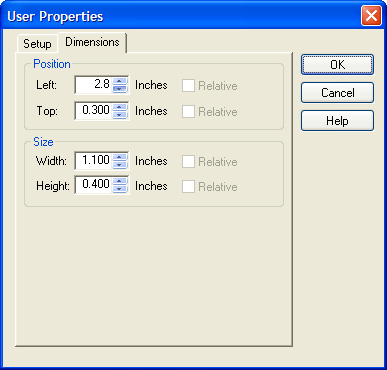 User Properties
Setup Dimensions
Position
Left: 2.8 Inches Relative
Top: 0.300 Inches Relative
Size
Width: 1.100 Inches Relative
Height: 0.400 Inches Relative
OK
Cancel
Help